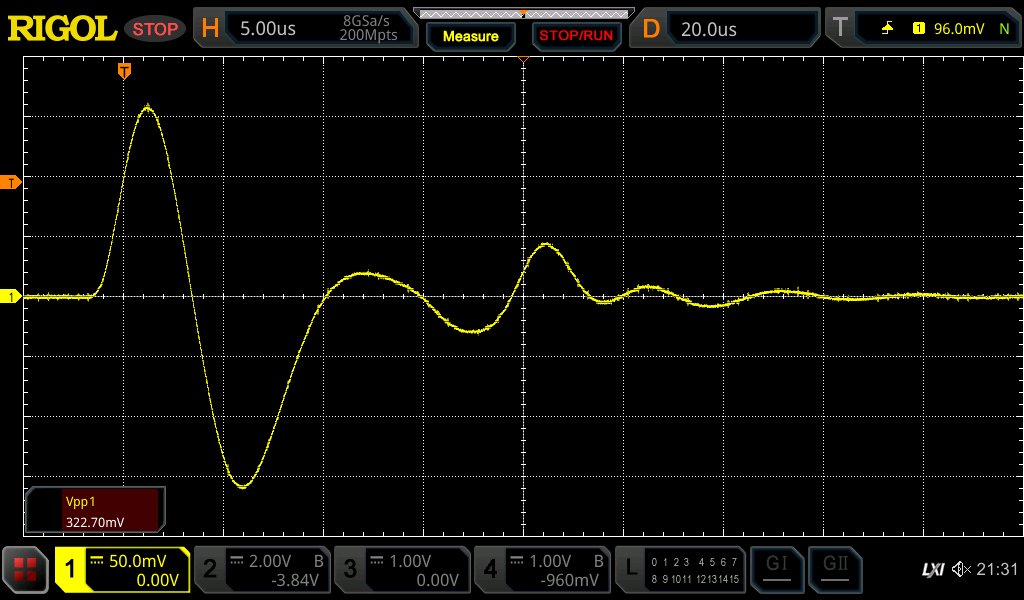 RIGOL STOP H 5.00us 8GSa/s 200Mpts Measure STOP/RUN D 20.0us T 1 96.0mV N
T
T
1
Vpp1
322.70mV
1 50.0mV 0.00V 2 2.00V B -3.84V 3 1.00V 0.00V 4 1.00V B -960mV L 0 1 2 3 4 5 6 7 8 9 10 11 12 13 14 15 GI GII LXI 21:31